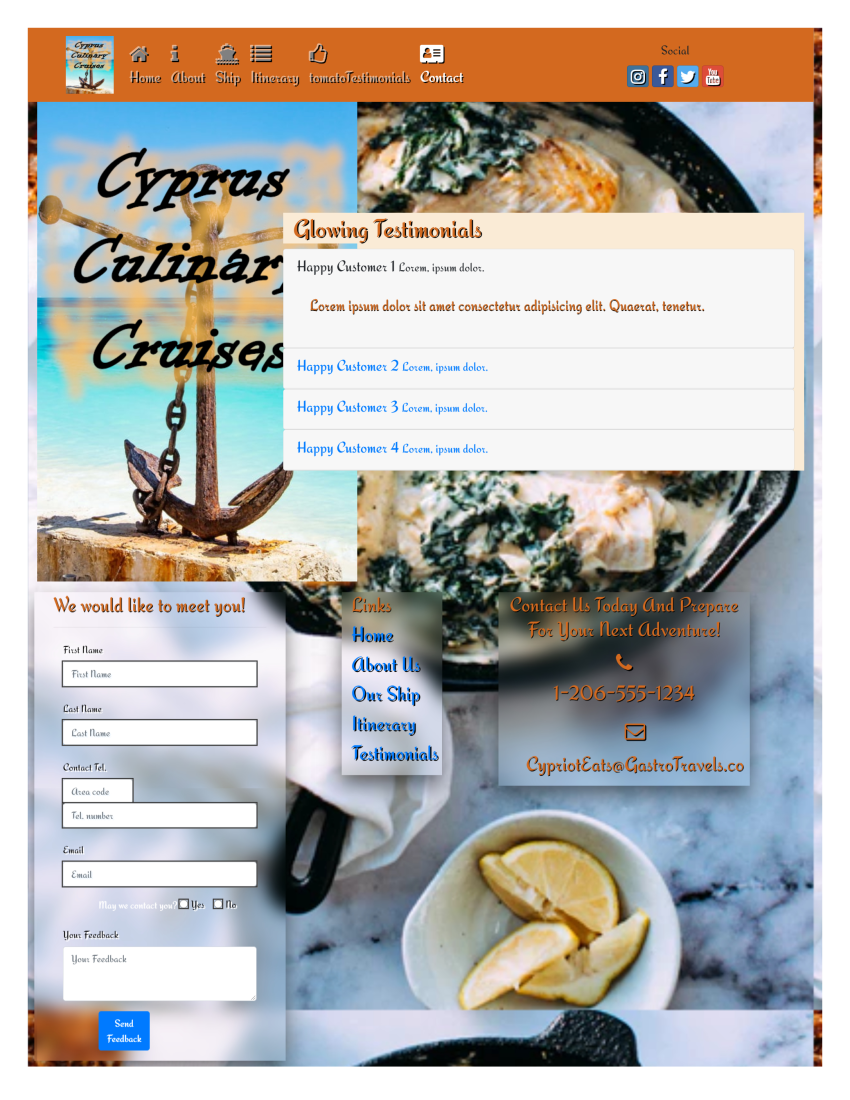 Cyprus
Culinary
Cruises
Home About Ship Itinerary tomatoTestimonials Contact
Social
You
Tube
Cyprus
Culinary
Cruises
Glowing Testimonials
Happy Customer 1 Lorem, ipsum dolor.
Lorem ipsum dolor sit amet consectetur adipisicing elit. Quaerat, tenetur.
Happy Customer 2 Lorem, ipsum dolor.
Happy Customer 3 Lorem, ipsum dolor.
Happy Customer 4 Lorem, ipsum dolor.
We would like to meet you!
First Name
First Name
Last Name
Last Name
Contact Tel.
Area code
Tel. number
Email
Email
May we contact you? Yes No
Your Feedback
Your Feedback
Send
Feedback
Links
Home
About Us
Our Ship
Itinerary
Testimonials
Contact Us Today And Prepare
For Your Next Adventure!
1-206-555-1234
CypriotEats@GastroTravels.co